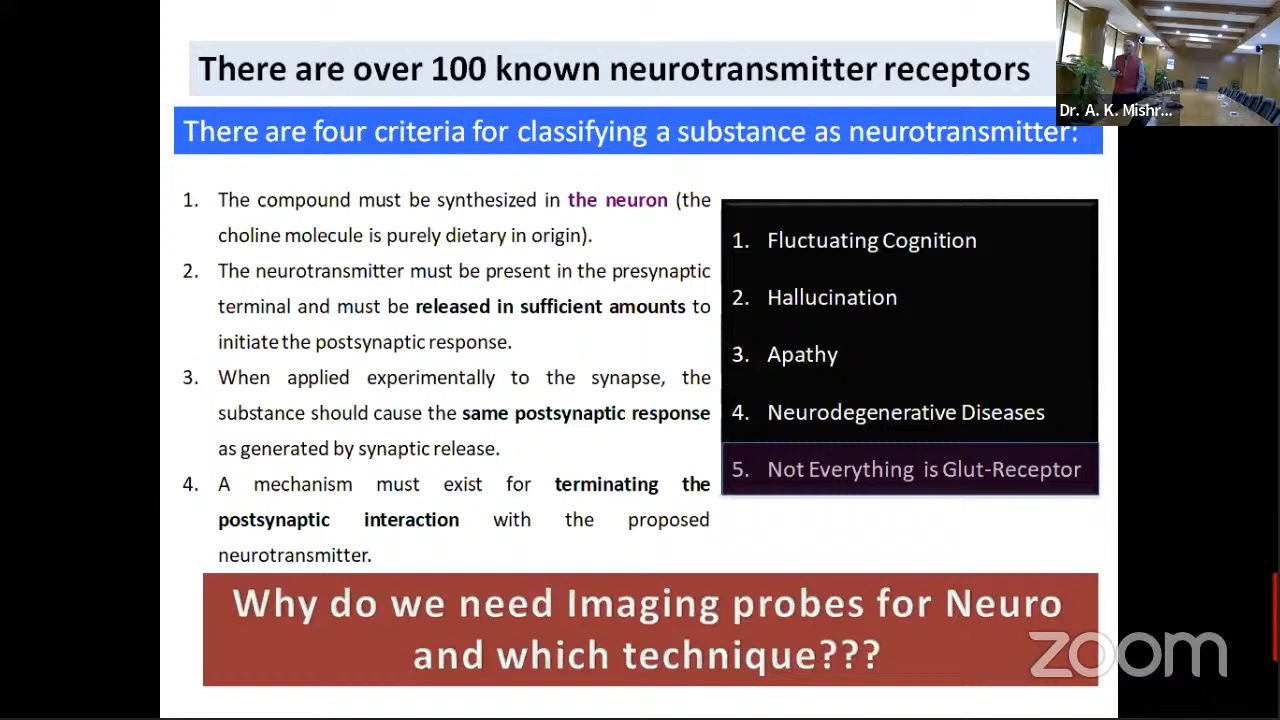 There are over 100 known neurotransmitter receptors
Dr. A. K. Mishr...
There are four criteria for classifying a substance as neurotransmitter:
1. The compound must be synthesized in the neuron (the
choline molecule is purely dietary in origin).
2. The neurotransmitter must be present in the presynaptic
terminal and must be released in sufficient amounts to
initiate the postsynaptic response.
3. When applied experimentally to the synapse, the
substance should cause the same postsynaptic response
as generated by synaptic release.
4. A mechanism must exist for terminating the
postsynaptic interaction with the proposed
neurotransmitter.
1. Fluctuating Cognition
2. Hallucination
3. Apathy
4. Neurodegenerative Diseases
5. Not Everything is Glut-Receptor
Why do we need Imaging probes for Neuro
and which technique???
zoom